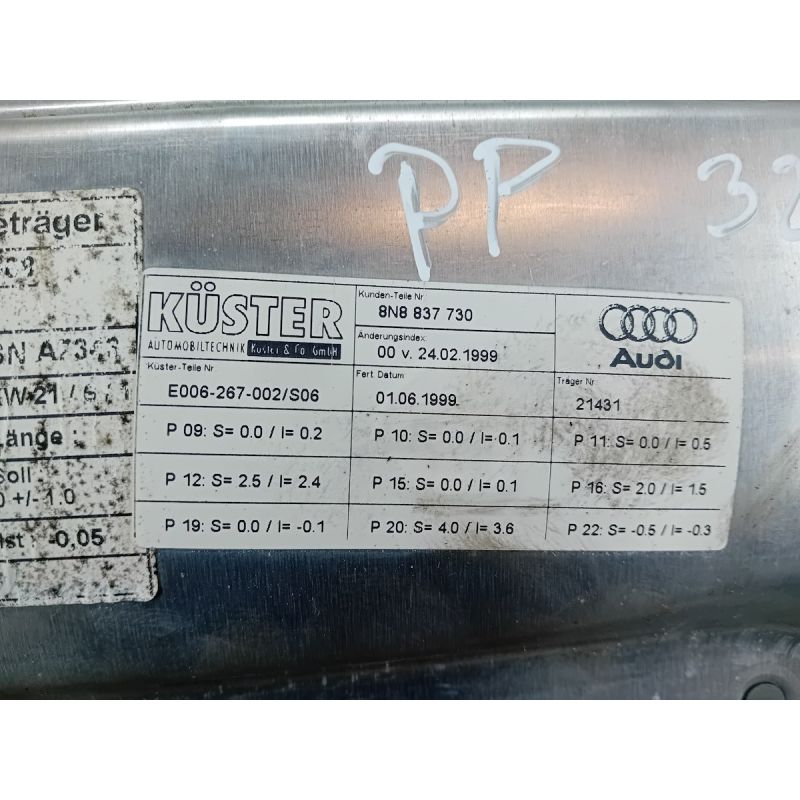 PP 32
eträger
KÜSTER
AUTOMOBILTECHNIK Küster & Co. GmbH
Kunden-Teile Nr
8N8 837 730
Änderungsindex
00 v. 24.02.1999
Audi
Küster-Teile Nr
E006-267-002/S06
Fert. Datum
01.06.1999
Träger Nr
21431
P 09: S= 0.0 / I= 0.2
P 10: S= 0.0 / I= 0.1
P 11: S= 0.0 / I= 0.5
P 12: S= 2.5 / I= 2.4
P 15: S= 0.0 / I= 0.1
P 16: S= 2.0 / I= 1.5
P 19: S= 0.0 / I= -0.1
P 20: S= 4.0 / I= 3.6
P 22: S= -0.5 / I= -0.3
Länge
Soll
+/- 1.0
Ist: -0,05